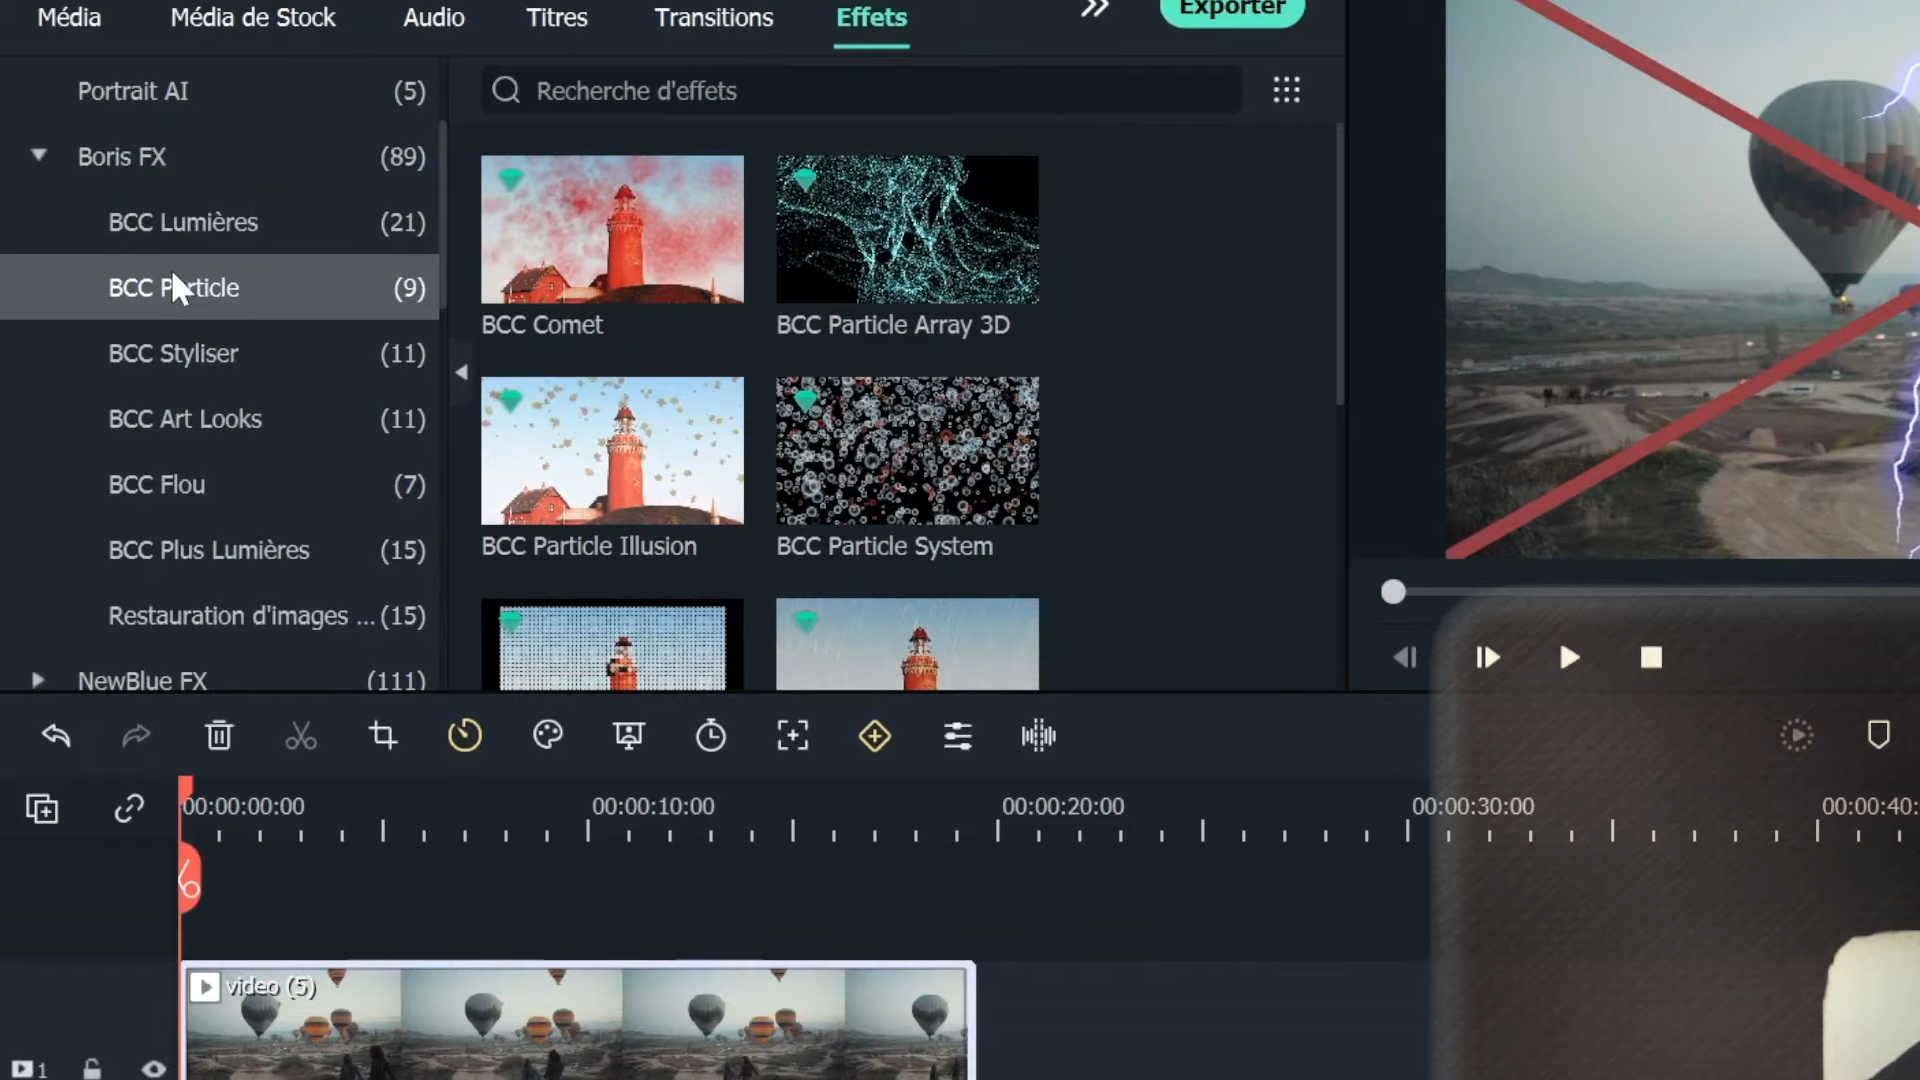 Média
Média de Stock
Audio
Titres
Transitions
Effets
Exporter
Portrait AI (5)
Boris FX (89)
BCC Lumières (21)
BCC Particle (9)
BCC Styliser (11)
BCC Art Looks (11)
BCC Flou (7)
BCC Plus Lumières (15)
Restauration d'images ... (15)
NewBlue FX (111)
Recherche d'effets
BCC Comet
BCC Particle Array 3D
BCC Particle Illusion
BCC Particle System
00:00:00:00
00:00:10:00
00:00:20:00
00:00:30:00
00:00:40:
video (5)
1